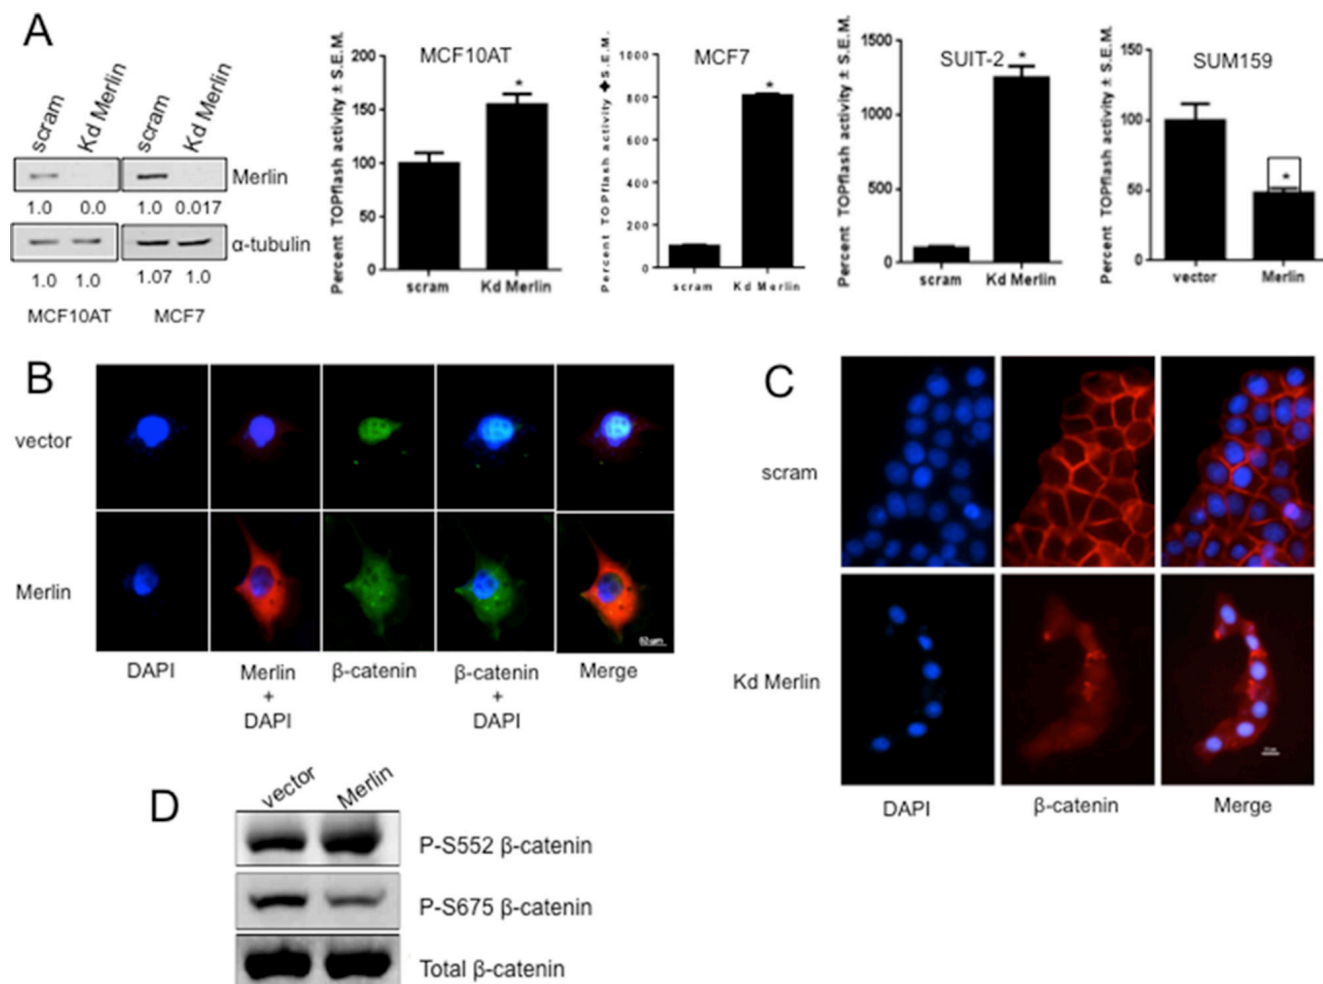 A
scram
Kd Merlin
scram
Kd Merlin
Merlin
1.0 0.0 1.0 0.017
α-tubulin
1.0 1.0 1.07 1.0
MCF10AT MCF7
Percent TOPflash activity ± S.E.M.
200
150
100
50
0
MCF10AT
*
scram Kd Merlin
Percent TOPflash activity ✦ S.E.M.
1000
800
600
400
200
0
MCF7
*
scram Kd Merlin
Percent TOPflash activity ± S.E.M.
1500
1000
500
0
SUIT-2
*
scram Kd Merlin
Percent TOPflash activity ± S.E.M.
150
100
50
0
SUM159
*
vector Merlin
B
vector
Merlin
DAPI
Merlin
+
DAPI
β-catenin
β-catenin
+
DAPI
Merge
C
scram
Kd Merlin
DAPI β-catenin Merge
D
vector Merlin
P-S552 β-catenin
P-S675 β-catenin
Total β-catenin